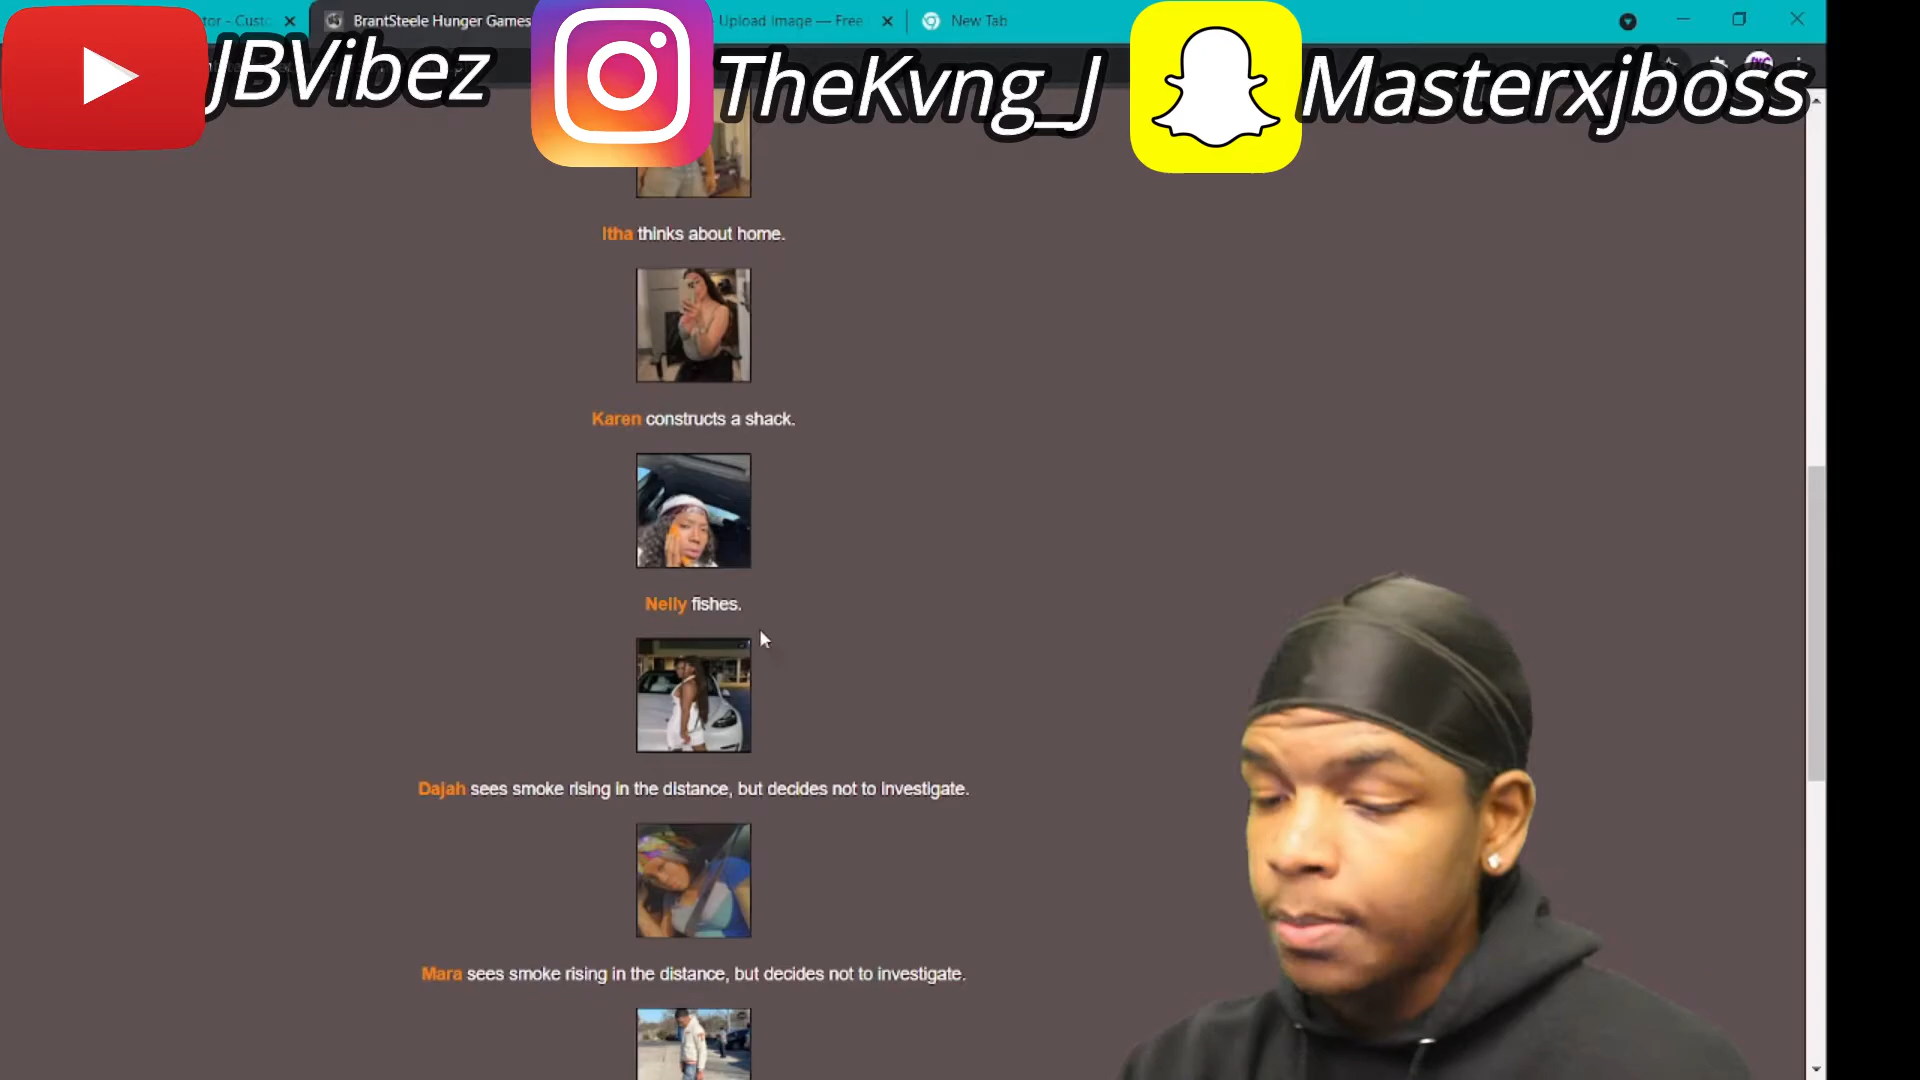 tor - Custo
BrantSteele Hunger Games
Upload Image — Free
New Tab
JBVibez
TheKvng_J
Masterxjboss
Itha thinks about home.
Karen constructs a shack.
Nelly fishes.
Dajah sees smoke rising in the distance, but decides not to investigate.
Mara sees smoke rising in the distance, but decides not to investigate.